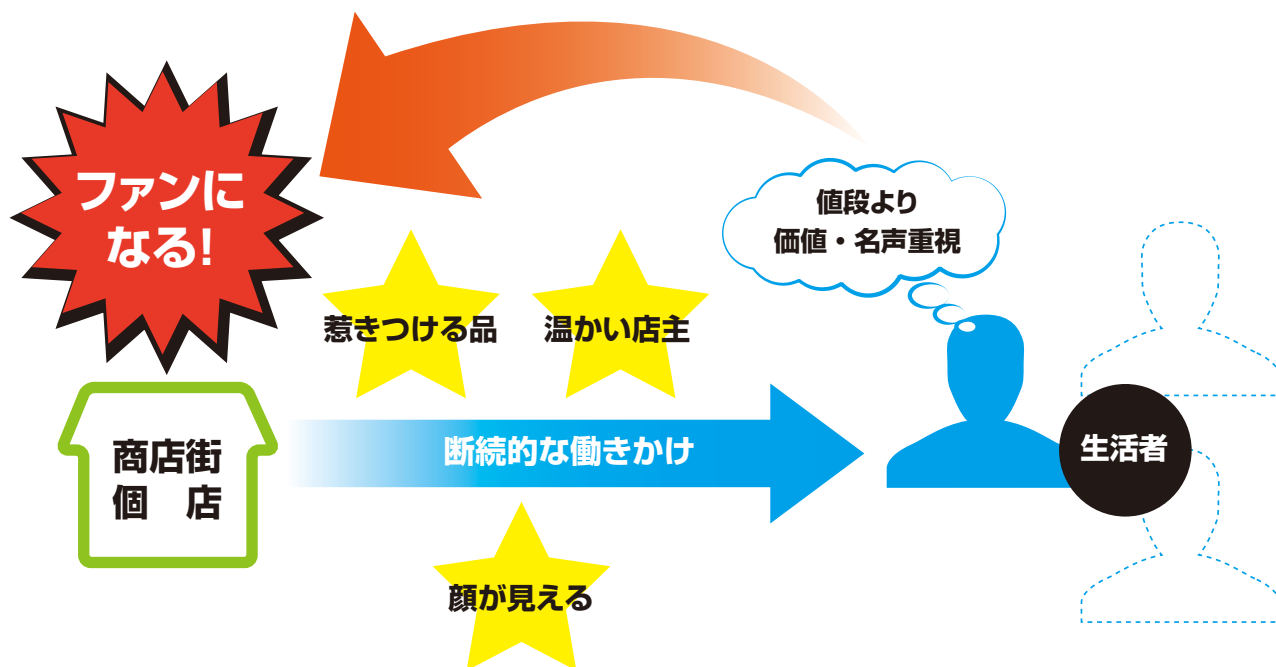 ファンに
なる！
値段より
価値・名声重視
惹きつける品
温かい店主
商店街
個　店
断続的な働きかけ
生活者
顔が見える